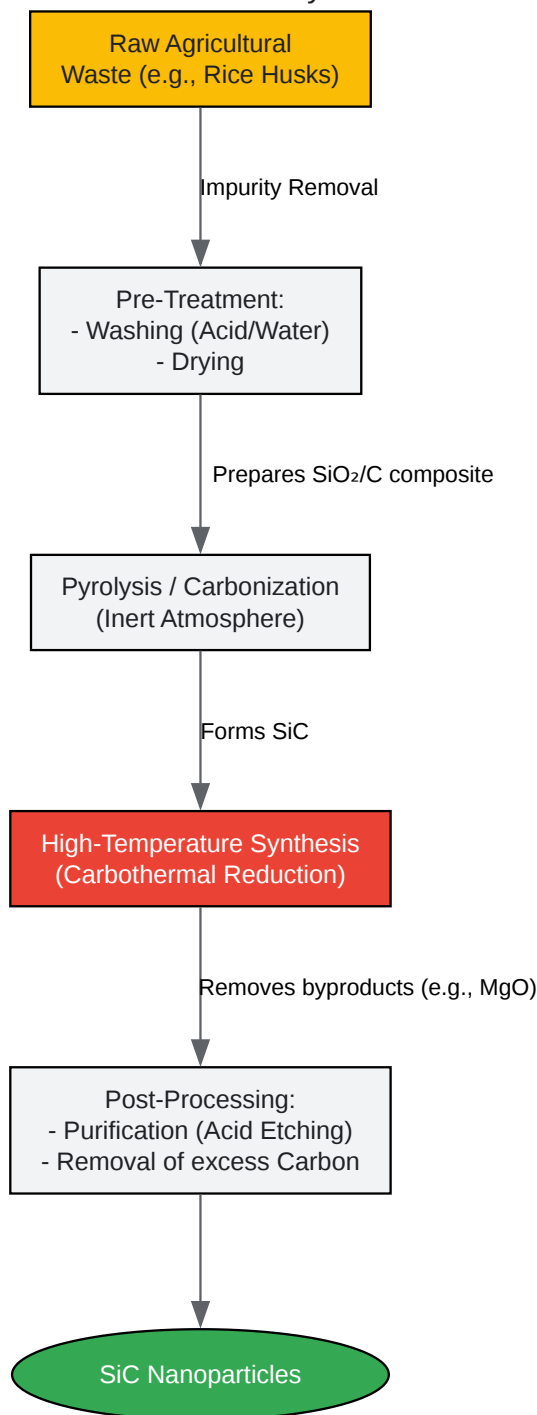 Raw Agricultural
Waste (e.g., Rice Husks)
Impurity Removal
Pre-Treatment:
- Washing (Acid/Water)
- Drying
Prepares SiO₂/C composite
Pyrolysis / Carbonization
(Inert Atmosphere)
Forms SiC
High-Temperature Synthesis
(Carbothermal Reduction)
Removes byproducts (e.g., MgO)
Post-Processing:
- Purification (Acid Etching)
- Removal of excess Carbon
SiC Nanoparticles